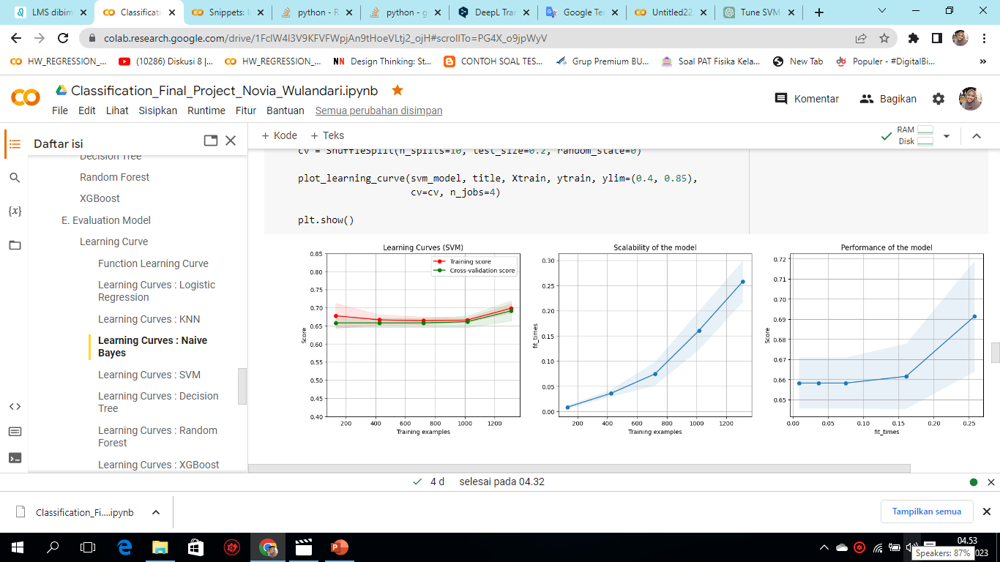 LMS dibim
Classificati
Snippets: I
python - R
python - g
DeepL Tran
Google Ter
Untitled22.
Tune SVM
colab.research.google.com/drive/1FclW4l3V9KFVFWpjAn9tHoeVLtj2_ojH#scrollTo=PG4X_o9jpWyV
HW_REGRESSION_...
(10286) Diskusi 8 |...
HW_REGRESSION_...
NN Design Thinking: St...
CONTOH SOAL TES...
Grup Premium BU...
Soal PAT Fisika Kela...
New Tab
Populer - #DigitalBi...
»
Classification_Final_Project_Novia_Wulandari.ipynb
Komentar
Bagikan
File Edit Lihat Sisipkan Runtime Fitur Bantuan Semua perubahan disimpan
Daftar isi
+ Kode + Teks
RAM
Disk
Decision Tree
Random Forest
XGBoost
E. Evaluation Model
Learning Curve
Function Learning Curve
Learning Curves : Logistic
Regression
Learning Curves : KNN
Learning Curves : Naive
Bayes
Learning Curves : SVM
Learning Curves : Decision
Tree
Learning Curves : Random
Forest
Learning Curves : XGBoost
{x}
cv = ShuffleSplit(n_splits=10, test_size=0.2, random_state=0)
plot_learning_curve(svm_model, title, Xtrain, ytrain, ylim=(0.4, 0.85),
cv=cv, n_jobs=4)
plt.show()
Learning Curves (SVM)
Training score
Cross-validation score
0.85
0.80
0.75
0.70
0.65
0.60
0.55
0.50
0.45
0.40
Score
200 400 600 800 1000 1200
Training examples
Scalability of the model
0.30
0.25
0.20
0.15
0.10
0.05
0.00
fit_times
200 400 600 800 1000 1200
Training examples
Performance of the model
0.72
0.71
0.70
0.69
0.68
0.67
0.66
0.65
Score
0.00 0.05 0.10 0.15 0.20 0.25
fit_times
4 d selesai pada 04.32
Classification_Fi....ipynb
Tampilkan semua
04.53
023
Speakers: 87%